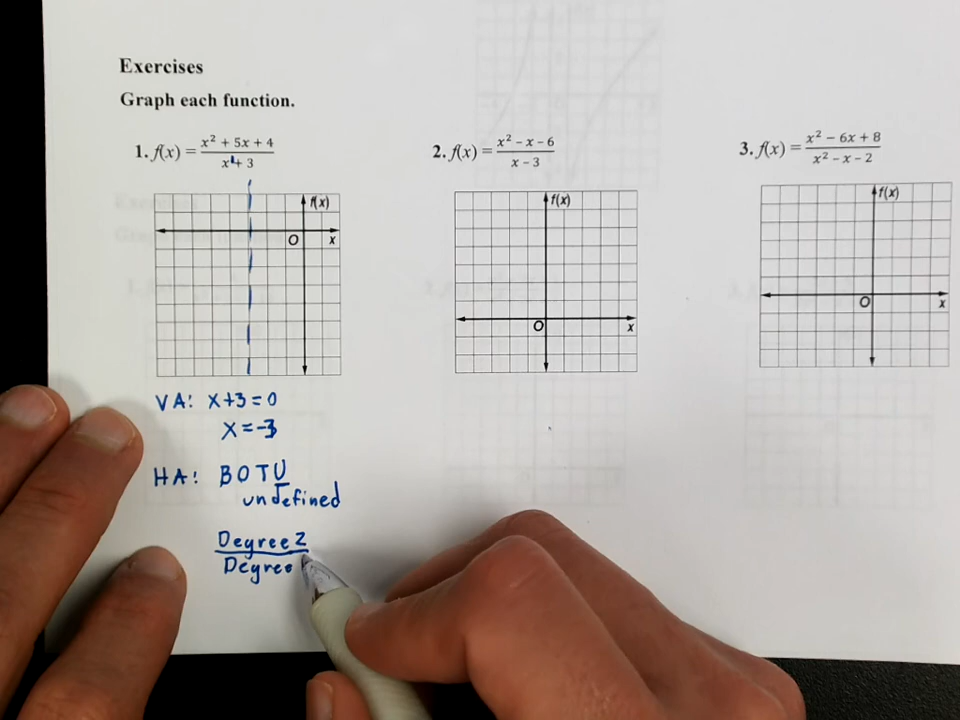 Exercises
Graph each function.
1. f(x) = x² + 5x + 4 / x¹ + 3
2. f(x) = x² − x − 6 / x − 3
3. f(x) = x² − 6x + 8 / x² − x − 2
f(x)
O
x
f(x)
O
x
f(x)
O
x
VA: x+3=0
x=-3
HA: BOTU
undefined
Degree 2
Degree